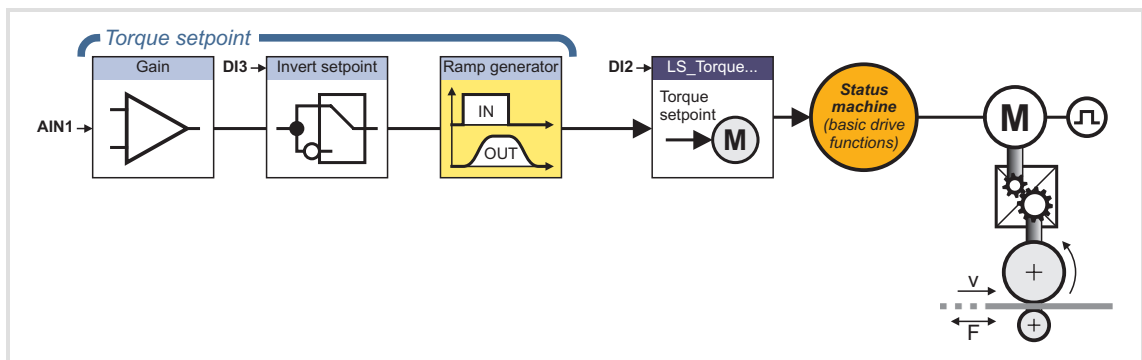 Torque setpoint
Gain
DI3
Invert setpoint
Ramp generator
DI2
LS_Torque...
AIN1
IN
OUT
Torque
setpoint
M
Status
machine
(basic drive
functions)
M
v
F